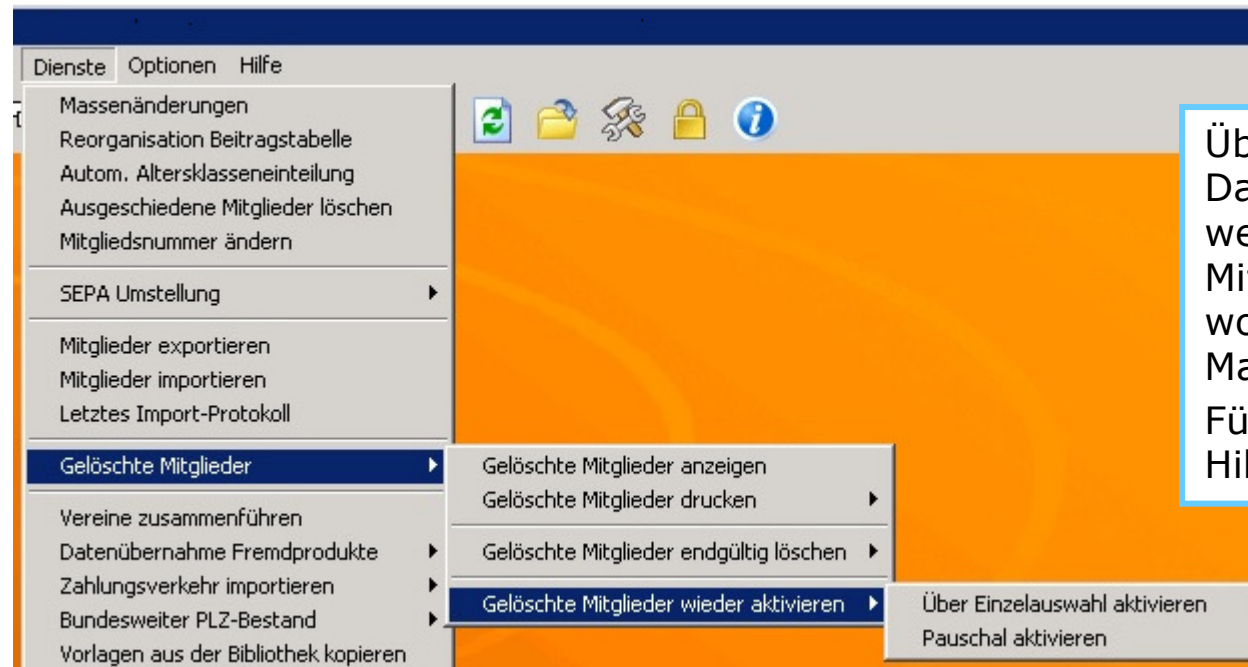 Dienste Optionen Hilfe
Massenänderungen
Reorganisation Beitragstabelle
Autom. Altersklasseneinteilung
Ausgeschiedene Mitglieder löschen
Mitgliedsnummer ändern
SEPA Umstellung
Mitglieder exportieren
Mitglieder importieren
Letztes Import-Protokoll
Gelöschte Mitglieder
Vereine zusammenführen
Datenübernahme Fremdprodukte
Zahlungsverkehr importieren
Bundesweiter PLZ-Bestand
Vorlagen aus der Bibliothek kopieren
Gelöschte Mitglieder anzeigen
Gelöschte Mitglieder drucken
Gelöschte Mitglieder endgültig löschen
Gelöschte Mitglieder wieder aktivieren
Über Einzelauswahl aktivieren
Pauschal aktivieren